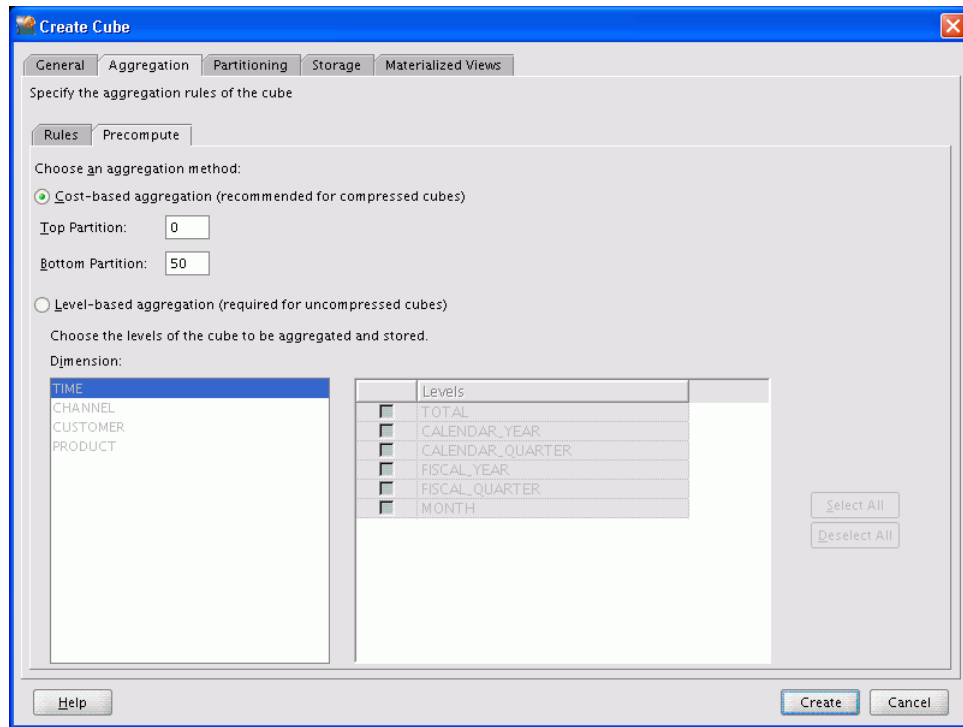 Create Cube
General Aggregation Partitioning Storage Materialized Views
Specify the aggregation rules of the cube
Rules Precompute
Choose an aggregation method:
Cost-based aggregation (recommended for compressed cubes)
Top Partition: 0
Bottom Partition: 50
Level-based aggregation (required for uncompressed cubes)
Choose the levels of the cube to be aggregated and stored.
Dimension:
TIME
CHANNEL
CUSTOMER
PRODUCT
Levels
TOTAL
CALENDAR_YEAR
CALENDAR_QUARTER
FISCAL_YEAR
FISCAL_QUARTER
MONTH
Select All
Deselect All
Help Create Cancel